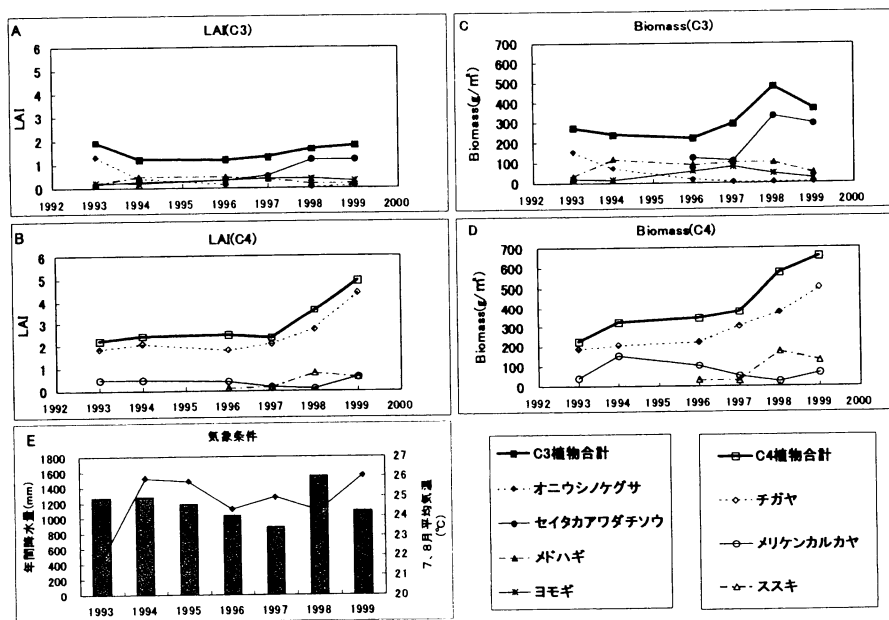 A
LAI(C3)
LAI
6
5
4
3
2
1
0
1992 1993 1994 1995 1996 1997 1998 1999 2000
C
Biomass(C3)
Biomass(g/㎡)
700
600
500
400
300
200
100
0
1992 1993 1994 1995 1996 1997 1998 1999 2000
B
LAI(C4)
LAI
6
5
4
3
2
1
0
1992 1993 1994 1995 1996 1997 1998 1999 2000
D
Biomass(C4)
Biomass(g/㎡)
700
600
500
400
300
200
100
0
1992 1993 1994 1995 1996 1997 1998 1999 2000
E
気象条件
年間降水量(mm)
1800
1600
1400
1200
1000
800
600
400
200
0
1993 1994 1995 1996 1997 1998 1999
27
26
25
24
23
22
21
20
7、8月平均気温
(℃)
C3植物合計
オニウシノケグサ
セイタカアワダチソウ
メドハギ
ヨモギ
C4植物合計
チガヤ
メリケンカルカヤ
ススキ